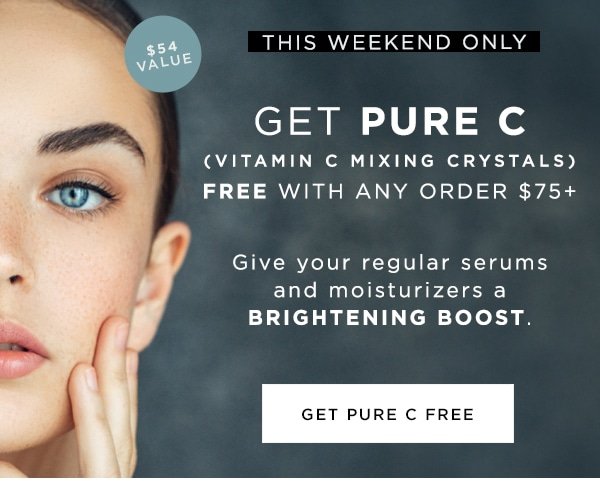 $54
VALUE
THIS WEEKEND ONLY
GET PURE C
(VITAMIN C MIXING CRYSTALS)
FREE WITH ANY ORDER $75+
Give your regular serums
and moisturizers a
BRIGHTENING BOOST.
GET PURE C FREE